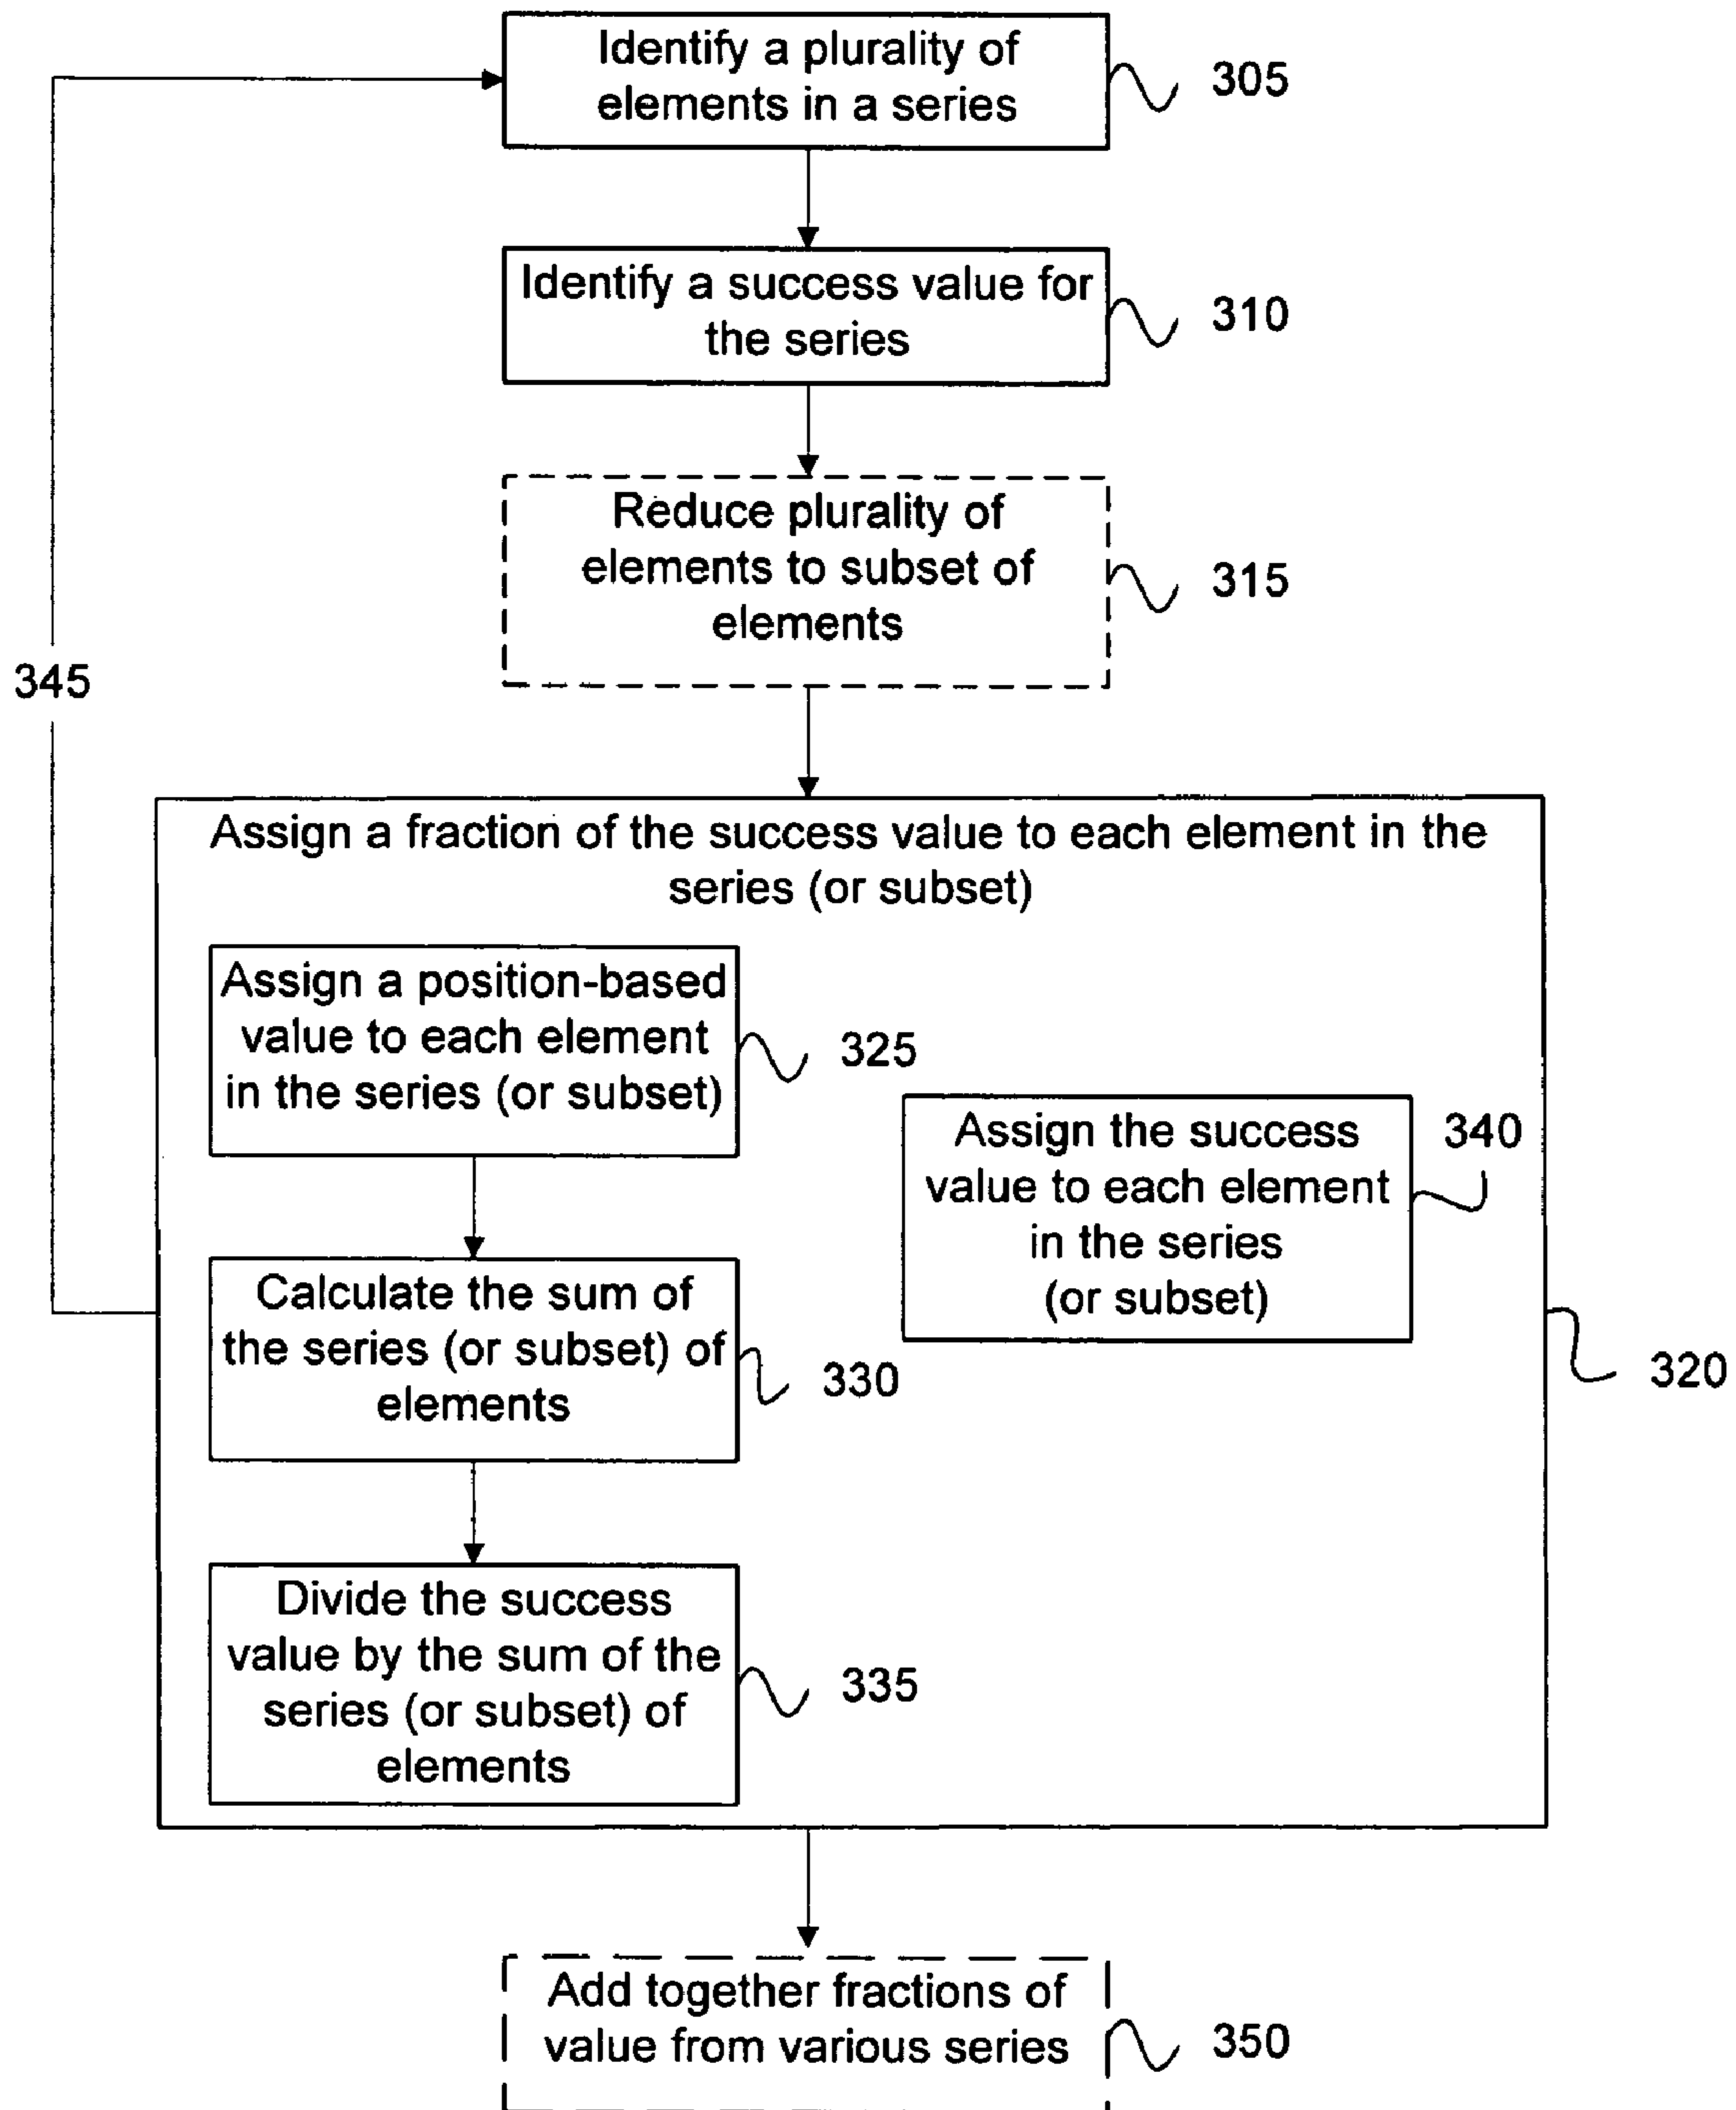 Identify a plurality of
elements in a series
305
Identify a success value for
the series
310
Reduce plurality of
elements to subset of
elements
315
345
Assign a fraction of the success value to each element in the
series (or subset)
Assign a position-based
value to each element
in the series (or subset)
325
Assign the success
value to each element
in the series
(or subset)
340
Calculate the sum of
the series (or subset) of
elements
330
320
Divide the success
value by the sum of the
series (or subset) of
elements
335
Add together fractions of
value from various series
350